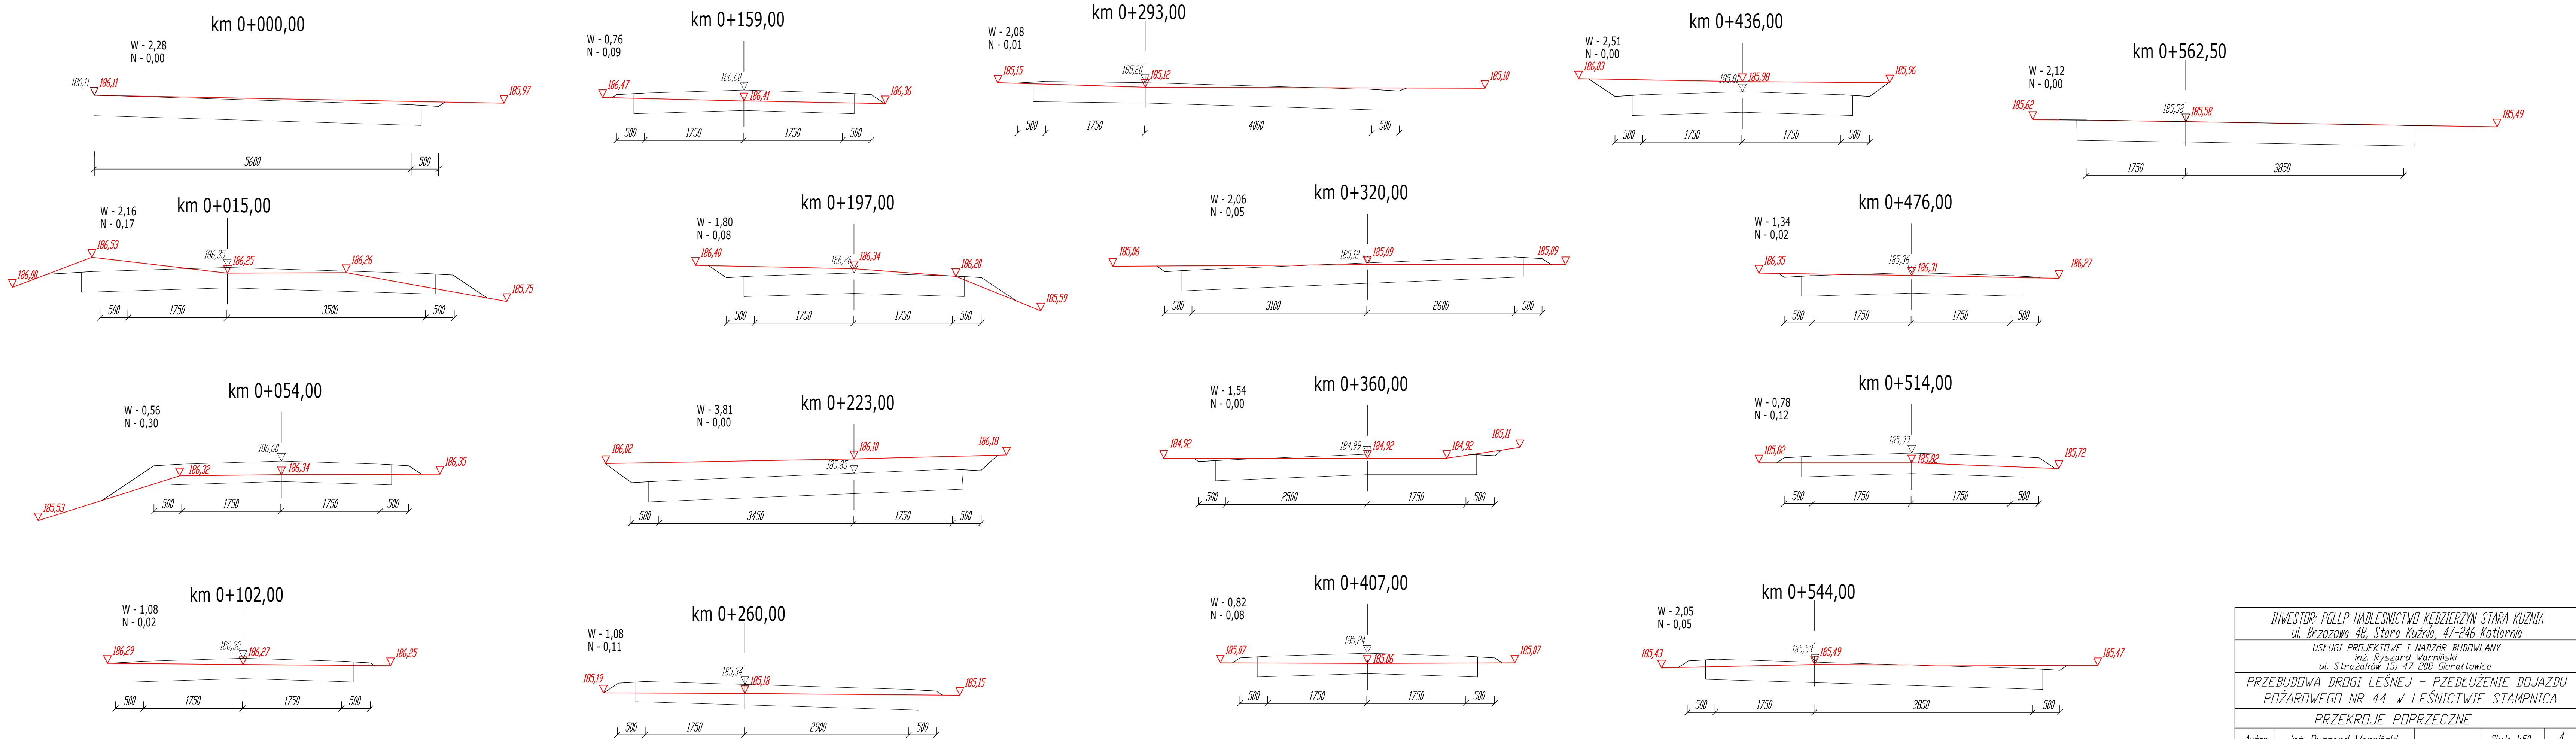 km 0+000,00
W - 2,28
N - 0,00
186,11 186,11
185,97
5600 500
km 0+015,00
W - 2,16
N - 0,17
186,00 186,53 186,35 186,25 186,26 185,75
500 1750 3500 500
km 0+054,00
W - 0,56
N - 0,30
185,53 186,32 186,60 186,34 186,35
500 1750 1750 500
km 0+102,00
W - 1,08
N - 0,02
186,29 186,38 186,27 186,25
500 1750 1750 500
km 0+159,00
W - 0,76
N - 0,09
186,47 186,60 186,41 186,36
500 1750 1750 500
km 0+197,00
W - 1,80
N - 0,08
186,40 186,26 186,34 186,20 185,59
500 1750 1750 500
km 0+223,00
W - 3,81
N - 0,00
186,02 185,85 186,10 186,18
500 3450 1750 500
km 0+260,00
W - 1,08
N - 0,11
185,19 185,34 185,18 185,15
500 1750 2900 500
km 0+293,00
W - 2,08
N - 0,01
185,15 185,20 185,12 185,10
500 1750 4000 500
km 0+320,00
W - 2,06
N - 0,05
185,06 185,12 185,09 185,09
500 3100 2600 500
km 0+360,00
W - 1,54
N - 0,00
184,92 184,99 184,92 184,92 185,11
500 2500 1750 500
km 0+407,00
W - 0,82
N - 0,08
185,07 185,24 185,06 185,07
500 1750 1750 500
km 0+436,00
W - 2,51
N - 0,00
186,03 185,81 185,98 185,96
500 1750 1750 500
km 0+476,00
W - 1,34
N - 0,02
186,35 185,36 186,31 186,27
500 1750 1750 500
km 0+514,00
W - 0,78
N - 0,12
185,82 185,99 185,82 185,72
500 1750 1750 500
km 0+544,00
W - 2,05
N - 0,05
185,43 185,53 185,49 185,47
500 1750 3850 500
km 0+562,50
W - 2,12
N - 0,00
185,62 185,58 185,58 185,49
1750 3850
INWESTOR: PGLLP NADLESNICTWO KĘDZIERZYN STARA KUZNIA
ul. Brzozowa 48, Stara Kuźnia, 47-246 Kotlarnia
USŁUGI PROJEKTOWE I NADZóR BUDOWLANY
inż. Ryszard Warmiński
ul. Strażaków 15; 47-208 Gierałtowice
PRZEBUDOWA DROGI LEŚNEJ - PZEDŁUŻENIE DOJAZDU
POŻAROWEGO NR 44 W LEŚNICTWIE STAMPNICA
PRZEKROJE POPRZECZNE